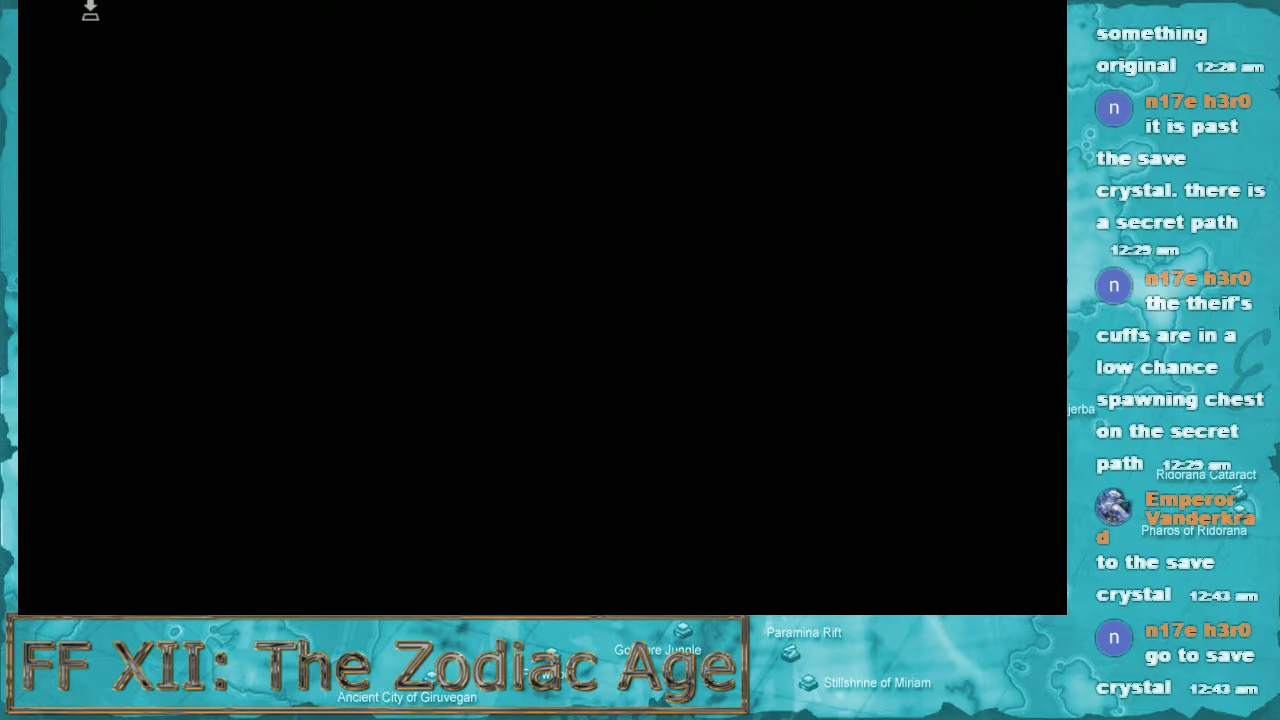 something
original 12:28 am
n17e h3r0
it is past
the save
crystal. there is
a secret path
12:29 am
n17e h3r0
the theif's
cuffs are in a
low chance
jerba
spawning chest
on the secret
path 12:29 am
Ridorana Cataract
Emperor
Vanderkra
d
Pharos of Ridorana
to the save
crystal 12:43 am
n17e h3r0
go to save
crystal 12:43 am
FF XII: The Zodiac Age
Paramina Rift
Stillshrine of Miriam
Ancient City of Giruvegan
Jungle